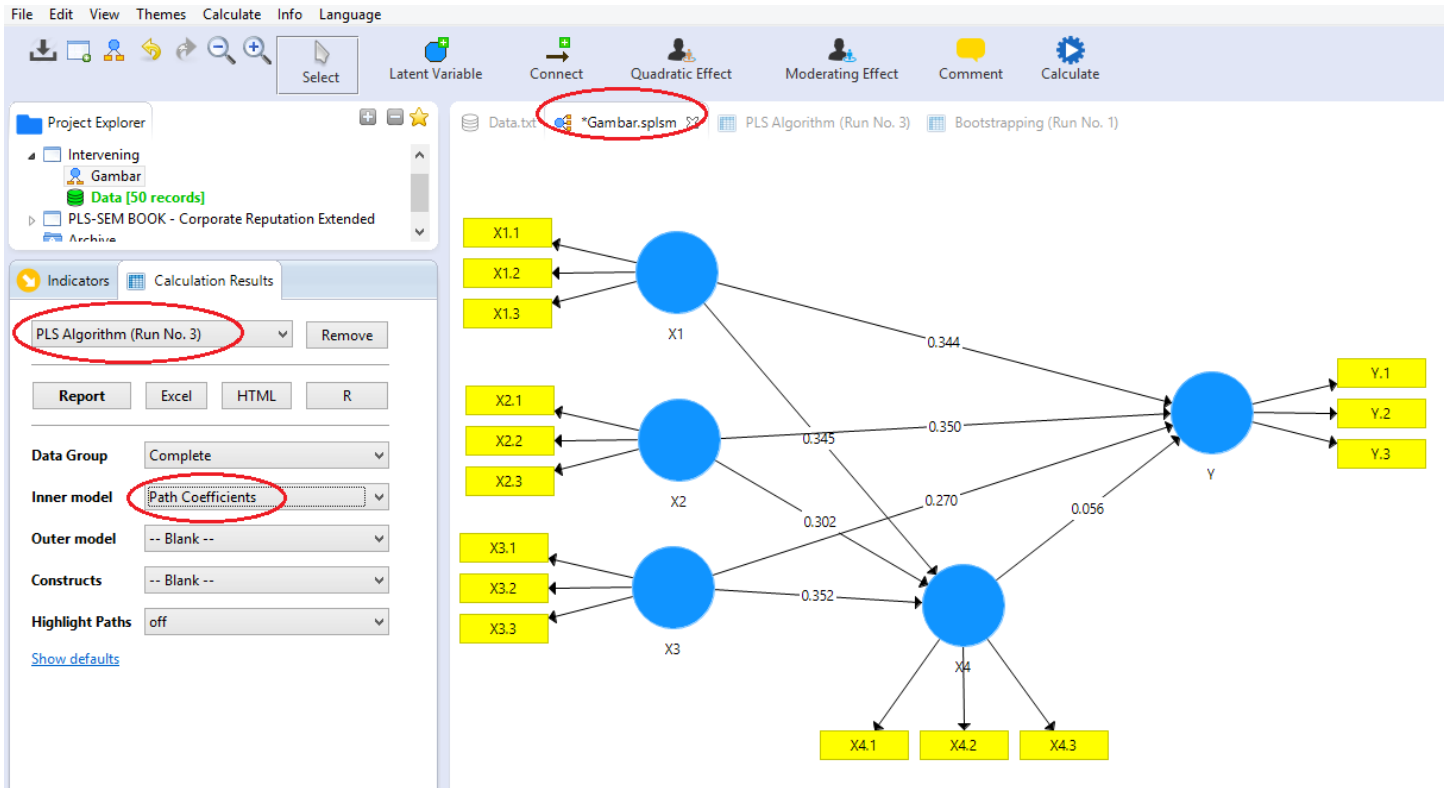 File Edit View Themes Calculate Info Language
Select
Latent Variable
Connect
Quadratic Effect
Moderating Effect
Comment
Calculate
Project Explorer
Intervening
Gambar
Data [50 records]
PLS-SEM BOOK - Corporate Reputation Extended
Archive
Indicators
Calculation Results
PLS Algorithm (Run No. 3)
Remove
Report
Excel
HTML
R
Data Group
Complete
Inner model
Path Coefficients
Outer model
-- Blank --
Constructs
-- Blank --
Highlight Paths
off
Show defaults
Data.txt
*Gambar.splsm
PLS Algorithm (Run No. 3)
Bootstrapping (Run No. 1)
X1.1
X1.2
X1.3
X1
0.344
X2.1
X2.2
X2.3
X2
0.345
0.350
Y.1
Y.2
Y.3
Y
X3.1
X3.2
X3.3
X3
0.302
0.270
0.056
0.352
X4
X4.1
X4.2
X4.3